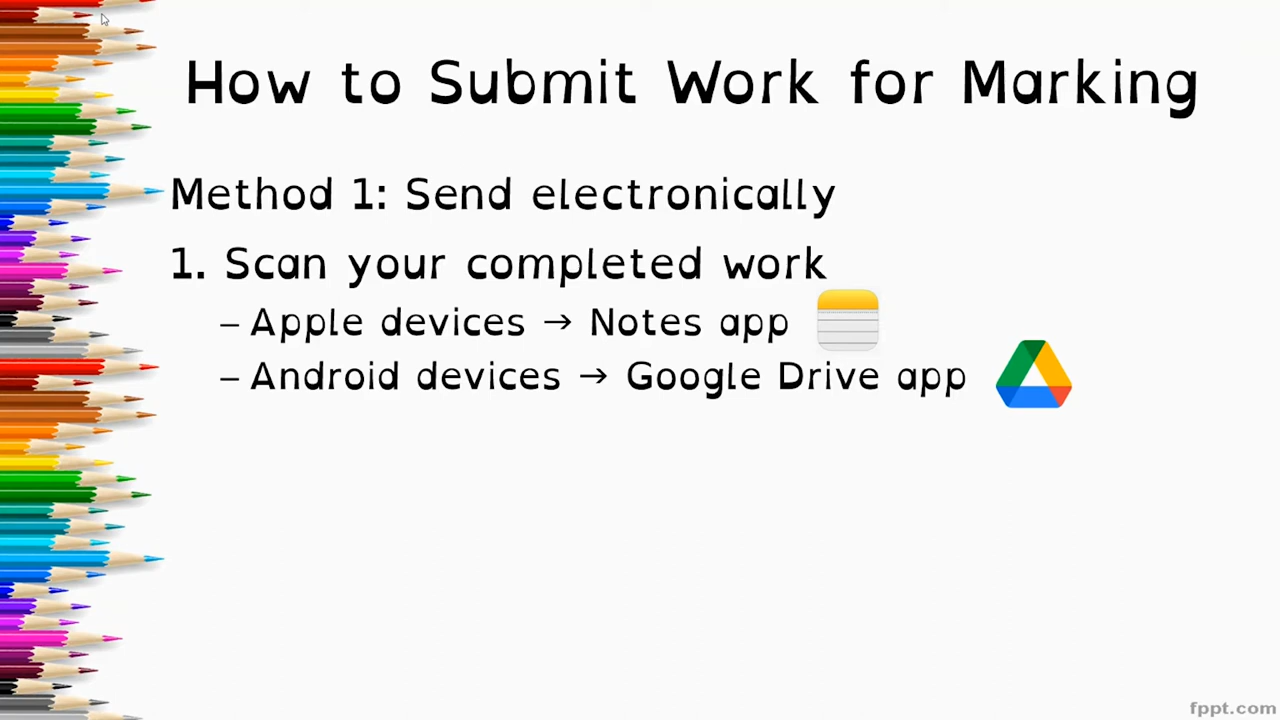 How to Submit Work for Marking
Method 1: Send electronically
1. Scan your completed work
– Apple devices → Notes app
– Android devices → Google Drive app
fppt.com